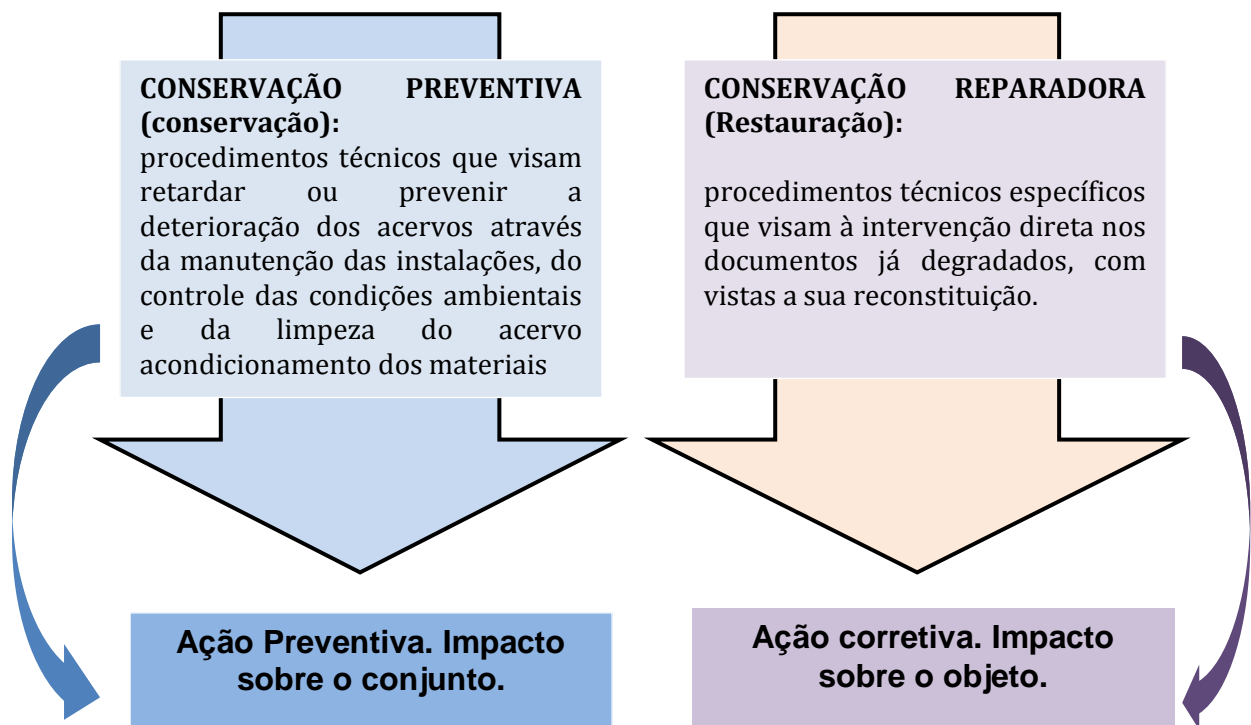 CONSERVAÇÃO PREVENTIVA
(conservação):
procedimentos técnicos que visam
retardar ou prevenir a
deterioração dos acervos através
da manutenção das instalações, do
controle das condições ambientais
e da limpeza do acervo
acondicionamento dos materiais
Ação Preventiva. Impacto
sobre o conjunto.
CONSERVAÇÃO REPARADORA
(Restauração):
procedimentos técnicos específicos
que visam à intervenção direta nos
documentos já degradados, com
vistas a sua reconstituição.
Ação corretiva. Impacto
sobre o objeto.